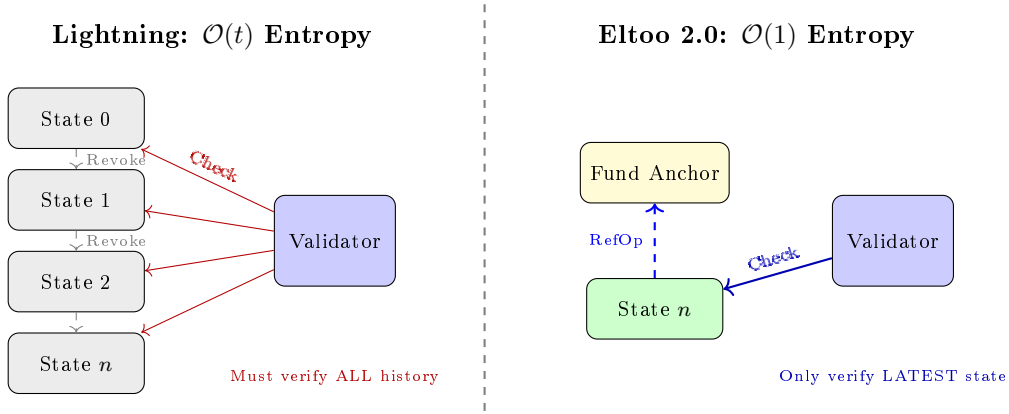 Lightning: O(t) Entropy
State 0
Revoke
State 1
Revoke
State 2
State n
Check
Validator
Must verify ALL history
Eltoo 2.0: O(1) Entropy
Fund Anchor
RefOp
State n
Check
Validator
Only verify LATEST state